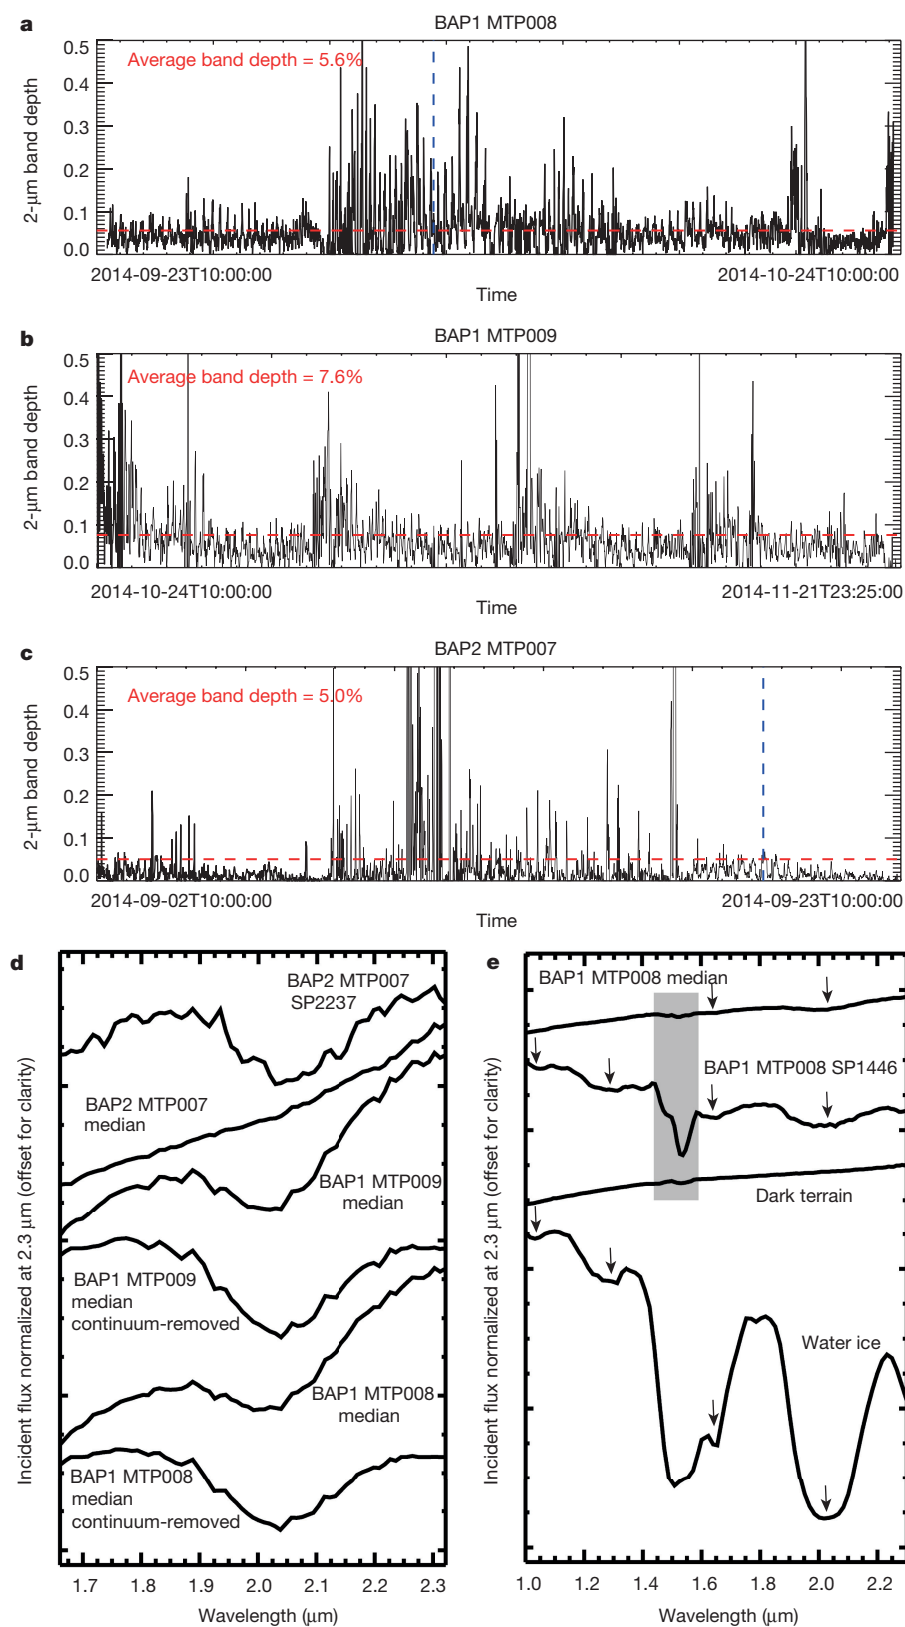 a
BAP1 MTP008
Average band depth = 5.6%
2-μm band depth
0.5
0.4
0.3
0.2
0.1
0.0
2014-09-23T10:00:00
2014-10-24T10:00:00
Time
b
BAP1 MTP009
Average band depth = 7.6%
2-μm band depth
0.5
0.4
0.3
0.2
0.1
0.0
2014-10-24T10:00:00
2014-11-21T23:25:00
Time
c
BAP2 MTP007
Average band depth = 5.0%
2-μm band depth
0.5
0.4
0.3
0.2
0.1
0.0
2014-09-02T10:00:00
2014-09-23T10:00:00
Time
d
Incident flux normalized at 2.3 μm (offset for clarity)
BAP2 MTP007
SP2237
BAP2 MTP007
median
BAP1 MTP009
median
BAP1 MTP009
median
continuum-removed
BAP1 MTP008
median
BAP1 MTP008
median
continuum-removed
1.7 1.8 1.9 2.0 2.1 2.2 2.3
Wavelength (μm)
e
Incident flux normalized at 2.3 μm (offset for clarity)
BAP1 MTP008 median
BAP1 MTP008 SP1446
Dark terrain
Water ice
1.0 1.2 1.4 1.6 1.8 2.0 2.2
Wavelength (μm)